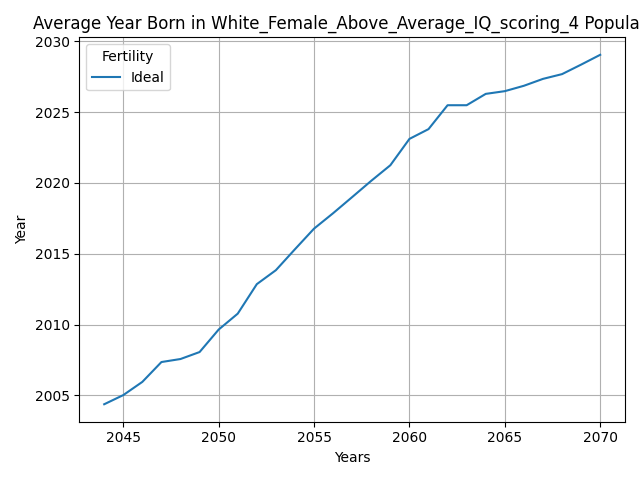 Average Year Born in White_Female_Above_Average_IQ_scoring_4 Popula
2030
Fertility
Ideal
2025
2020
Year
2015
2010
2005
2045 2050 2055 2060 2065 2070
Years